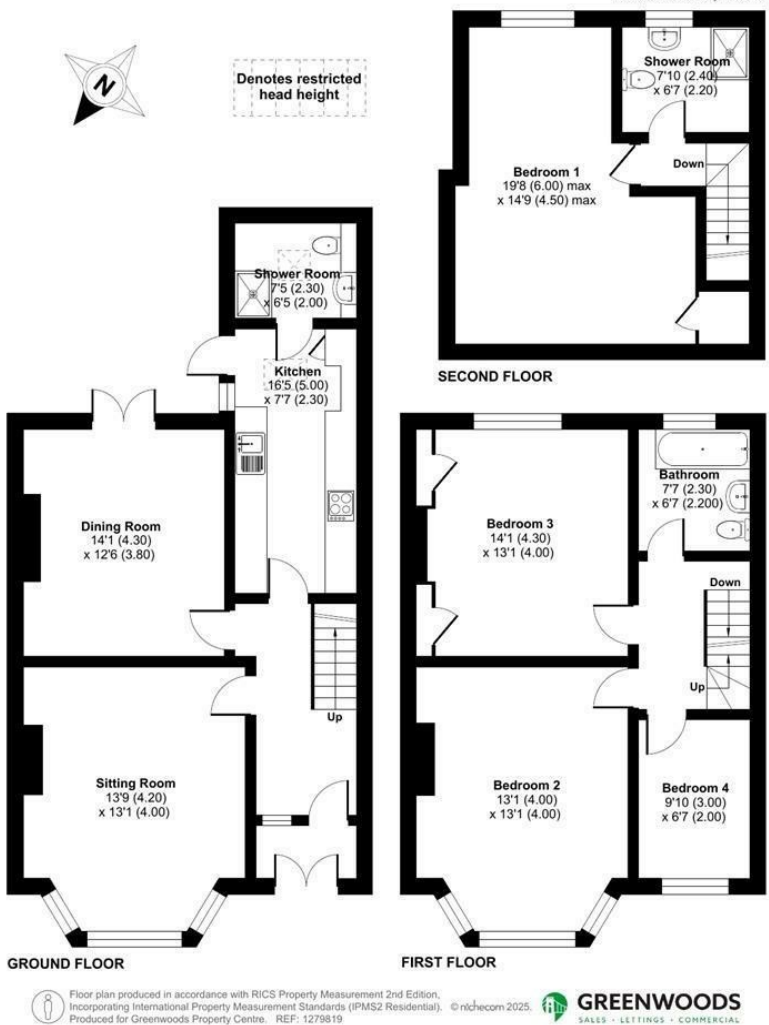 N
Denotes restricted
head height
Shower Room
7'10 (2.40)
x 6'7 (2.20)
Down
Bedroom 1
19'8 (6.00) max
x 14'9 (4.50) max
SECOND FLOOR
Shower Room
7'5 (2.30)
x 6'5 (2.00)
Kitchen
16'5 (5.00)
x 7'7 (2.30)
Dining Room
14'1 (4.30)
x 12'6 (3.80)
Up
Sitting Room
13'9 (4.20)
x 13'1 (4.00)
GROUND FLOOR
Bathroom
7'7 (2.30)
x 6'7 (2.200)
Bedroom 3
14'1 (4.30)
x 13'1 (4.00)
Down
Up
Bedroom 2
13'1 (4.00)
x 13'1 (4.00)
Bedroom 4
9'10 (3.00)
x 6'7 (2.00)
FIRST FLOOR
Floor plan produced in accordance with RICS Property Measurement 2nd Edition,
Incorporating International Property Measurement Standards (IPMS2 Residential). © nichecom 2025.
Produced for Greenwoods Property Centre. REF: 1279819
GREENWOODS
SALES - LETTINGS - COMMERCIAL